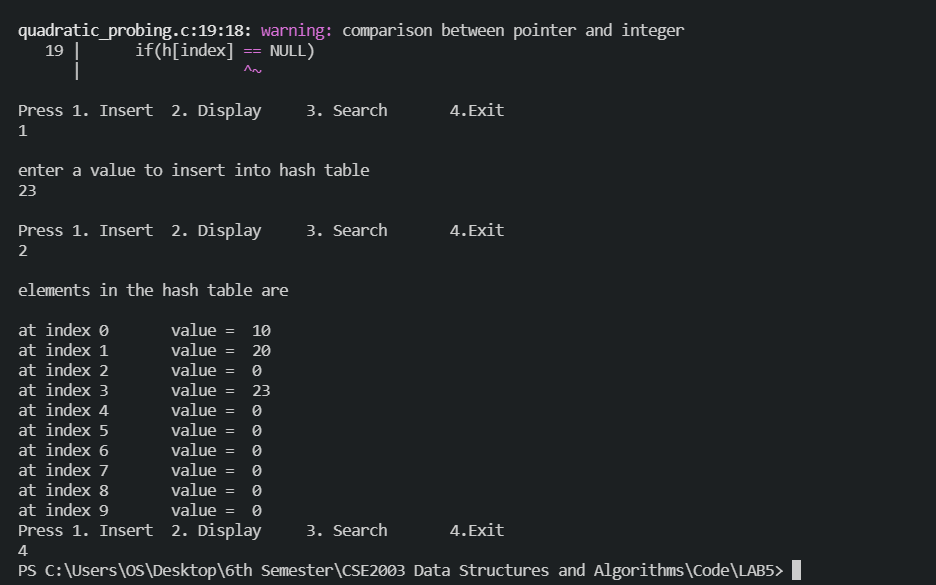 quadratic_probing.c:19:18: warning: comparison between pointer and integer
   19 |      if(h[index] == NULL)
      |                  ^~
Press 1. Insert  2. Display     3. Search       4.Exit
1
enter a value to insert into hash table
23
Press 1. Insert  2. Display     3. Search       4.Exit
2
elements in the hash table are
at index 0       value =  10
at index 1       value =  20
at index 2       value =  0
at index 3       value =  23
at index 4       value =  0
at index 5       value =  0
at index 6       value =  0
at index 7       value =  0
at index 8       value =  0
at index 9       value =  0
Press 1. Insert  2. Display     3. Search       4.Exit
4
PS C:\Users\OS\Desktop\6th Semester\CSE2003 Data Structures and Algorithms\Code\LAB5>